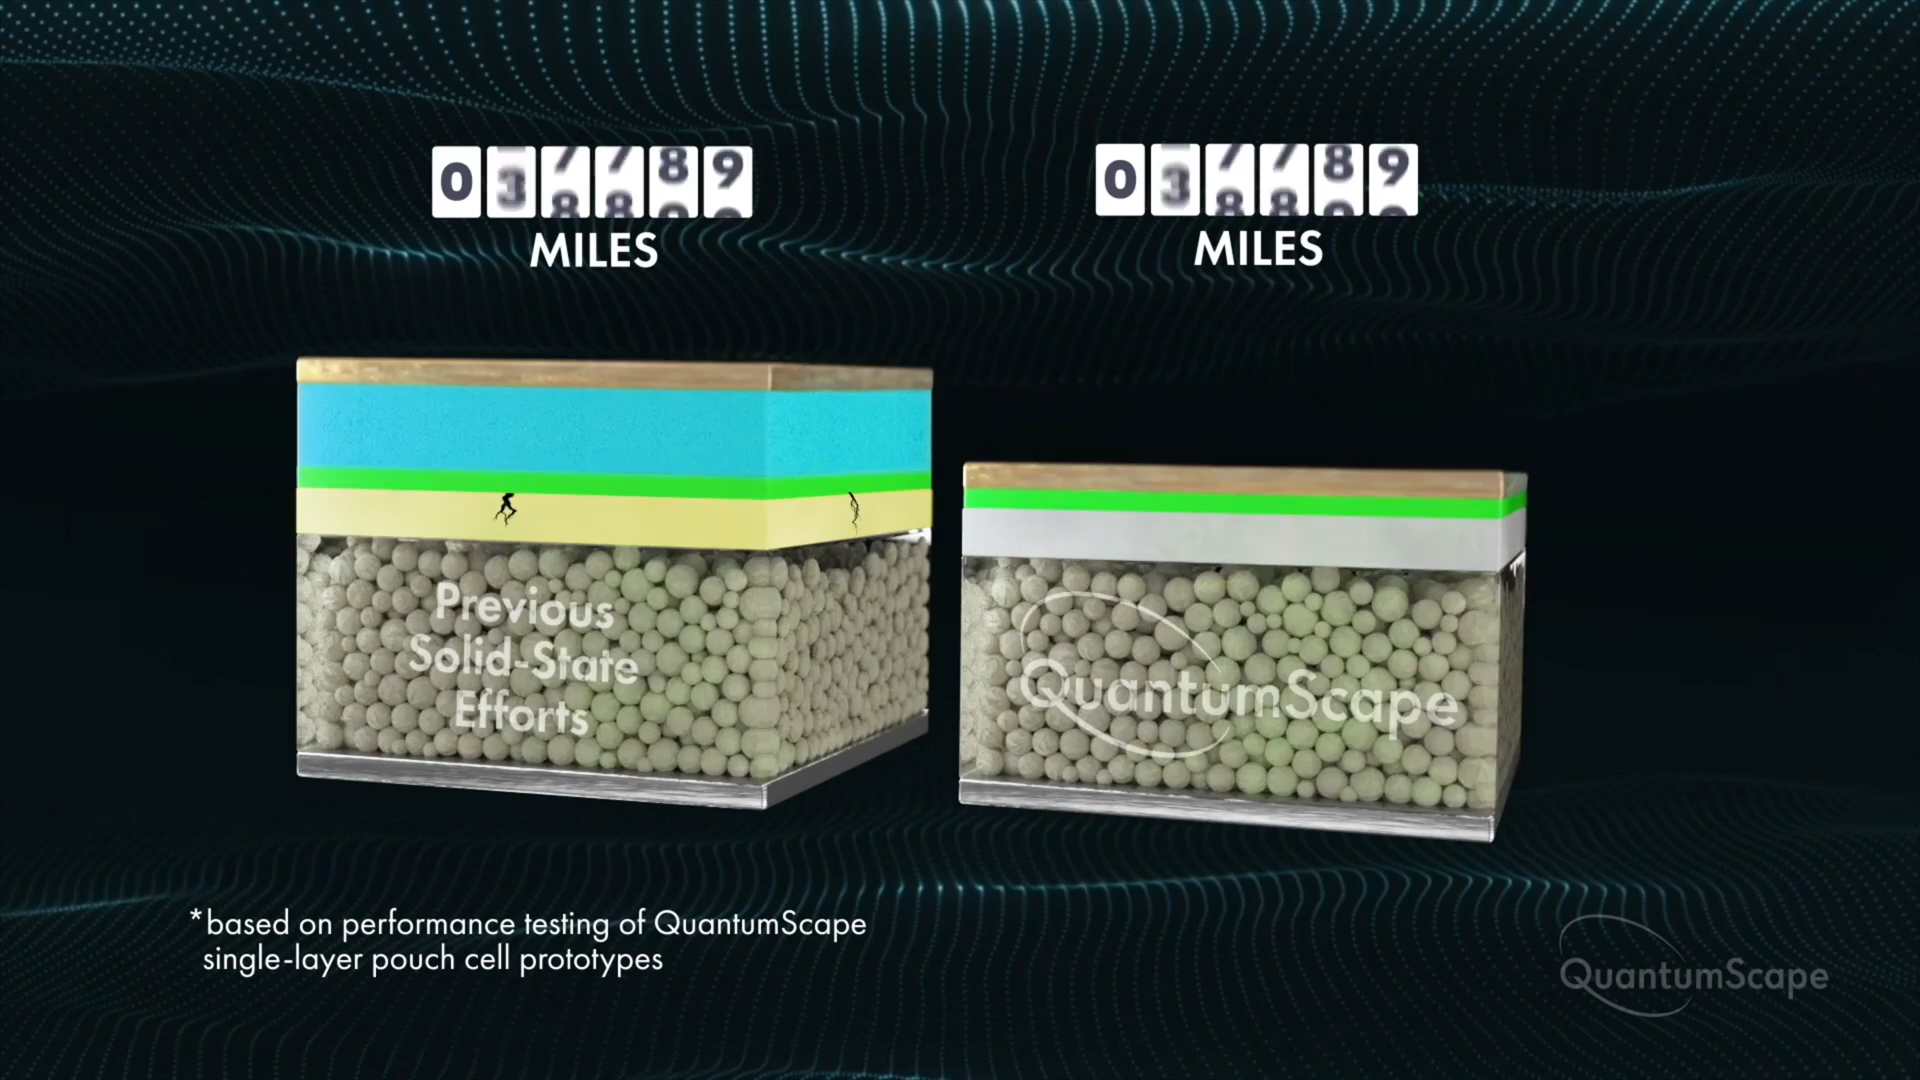 MILES
MILES
Previous
Solid-State
Efforts
QuantumScape
*based on performance testing of QuantumScape
single-layer pouch cell prototypes
QuantumScape